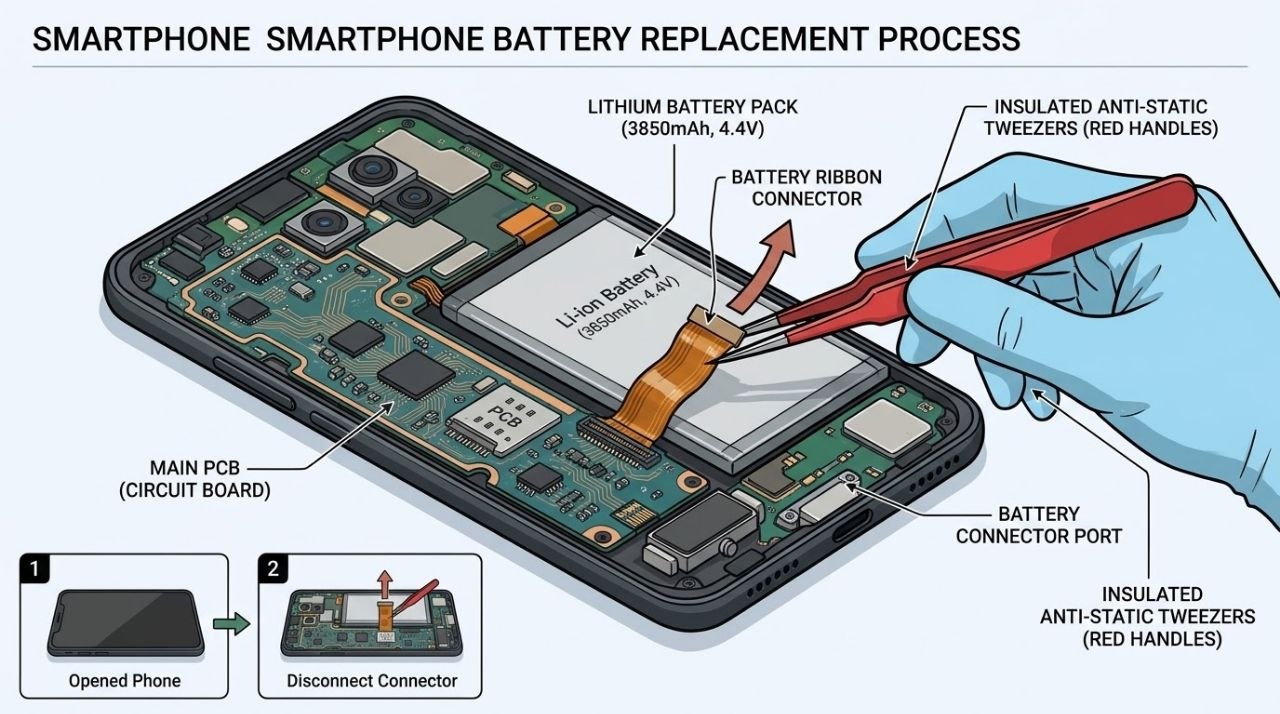 SMARTPHONE SMARTPHONE BATTERY REPLACEMENT PROCESS
LITHIUM BATTERY PACK
(3850mAh, 4.4V)
BATTERY RIBBON
CONNECTOR
INSULATED ANTI-STATIC
TWEEZERS (RED HANDLES)
Li-ion Battery
(3850mAh, 4.4V)
PCB
MAIN PCB
(CIRCUIT BOARD)
BATTERY
CONNECTOR PORT
INSULATED
ANTI-STATIC TWEEZERS
(RED HANDLES)
1
Opened Phone
2
Disconnect Connector